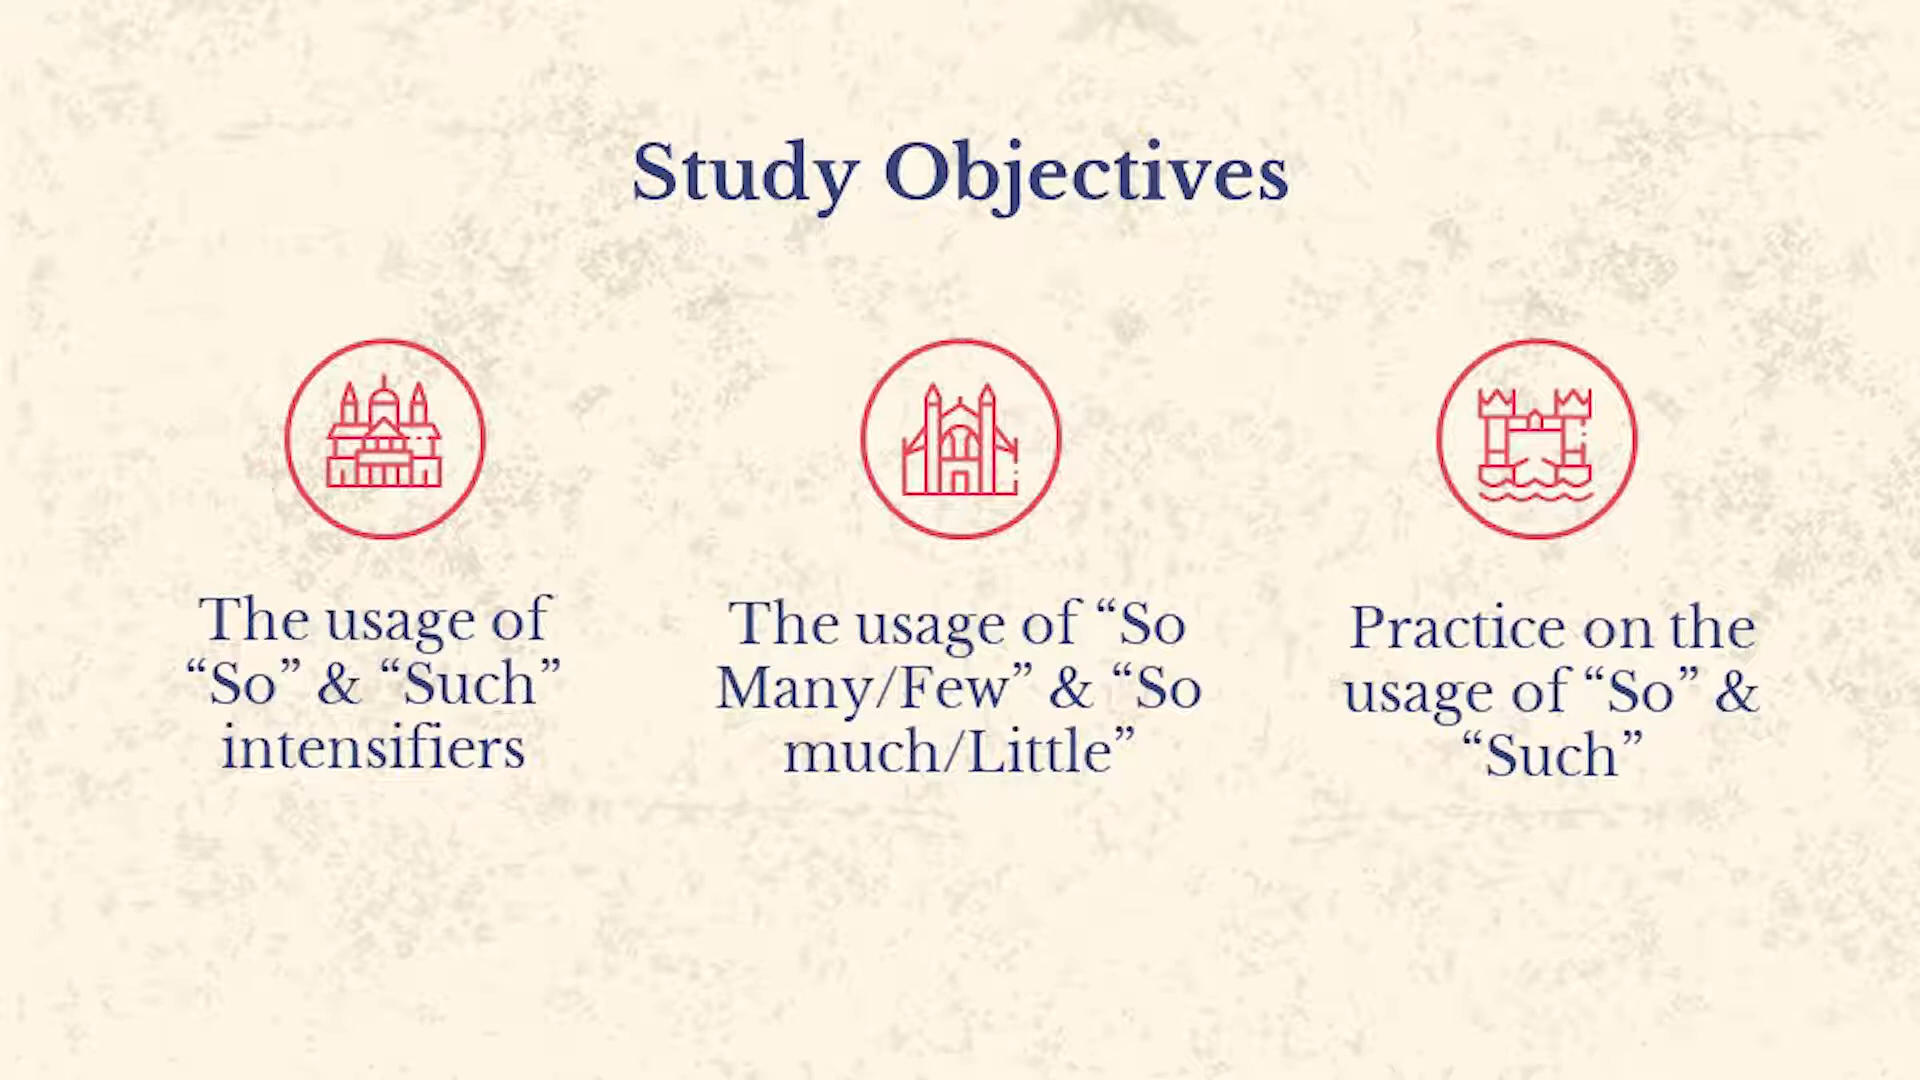 Study Objectives
The usage of
“So” & “Such”
intensifiers
The usage of “So
Many/Few” & “So
much/Little”
Practice on the
usage of “So” &
“Such”